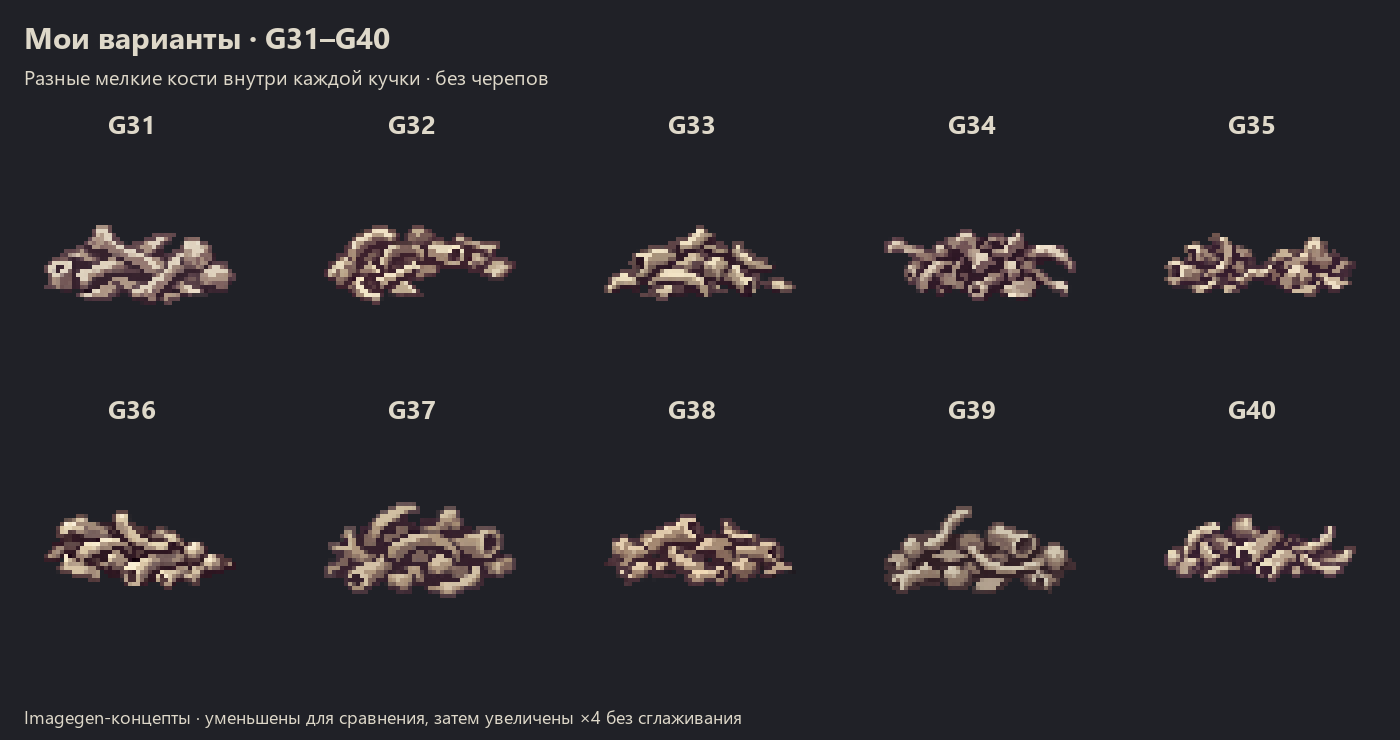 Мои варианты · G31–G40
Разные мелкие кости внутри каждой кучки · без черепов
G31 G32 G33 G34 G35
G36 G37 G38 G39 G40
Imagegen-концепты · уменьшены для сравнения, затем увеличены ×4 без сглаживания